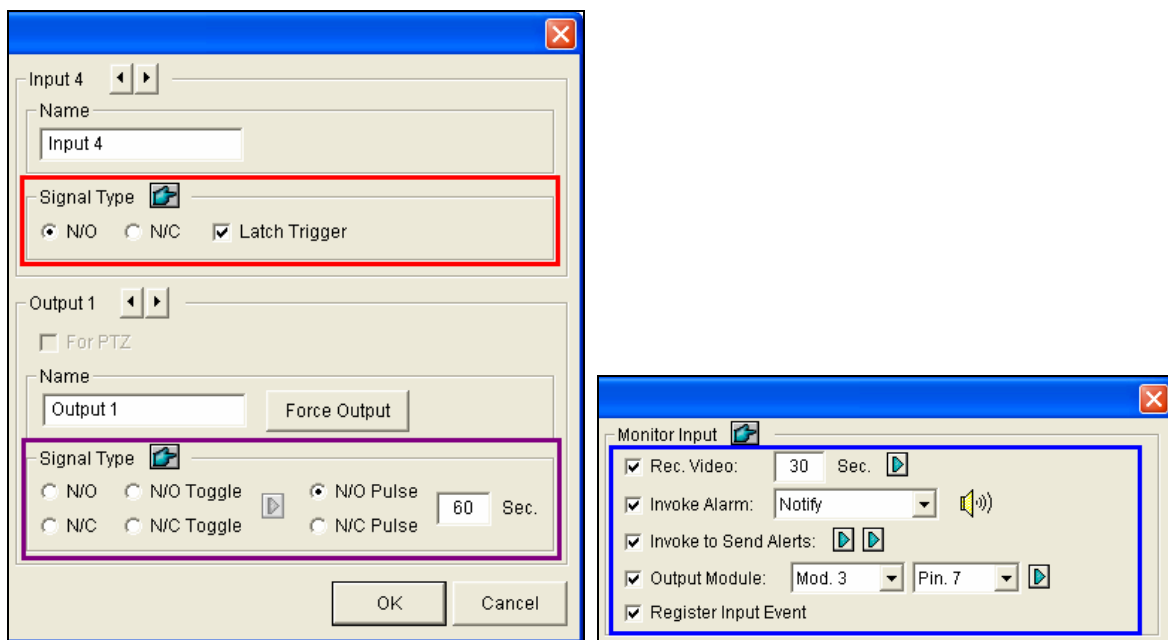 Input 4
Name
Input 4
Signal Type
N/O N/C Latch Trigger
Output 1
For PTZ
Name
Output 1 Force Output
Signal Type
N/O N/O Toggle N/O Pulse 60 Sec.
N/C N/C Toggle N/C Pulse
OK Cancel
Monitor Input
Rec. Video: 30 Sec.
Invoke Alarm: Notify
Invoke to Send Alerts:
Output Module: Mod. 3 Pin. 7
Register Input Event